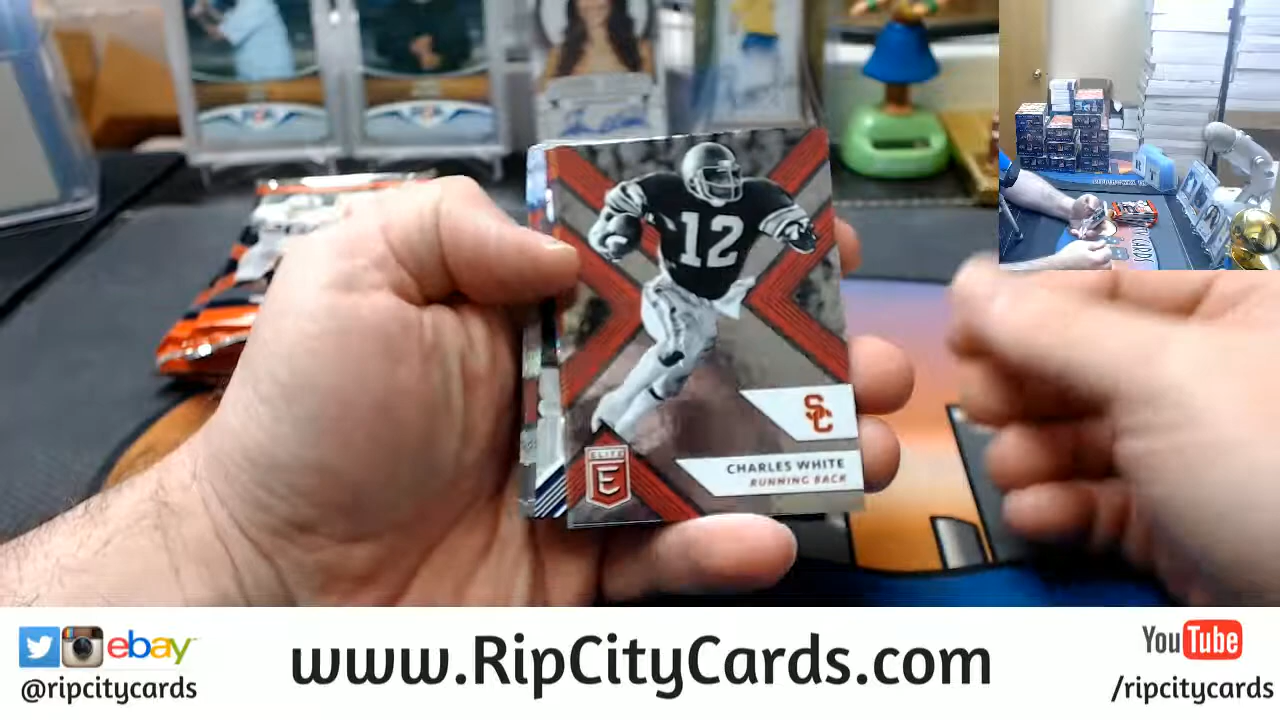 12
SC
ELITE
E
CHARLES WHITE
RUNNING BACK
ebay
@ripcitycards
www.RipCityCards.com
YouTube
/ripcitycards